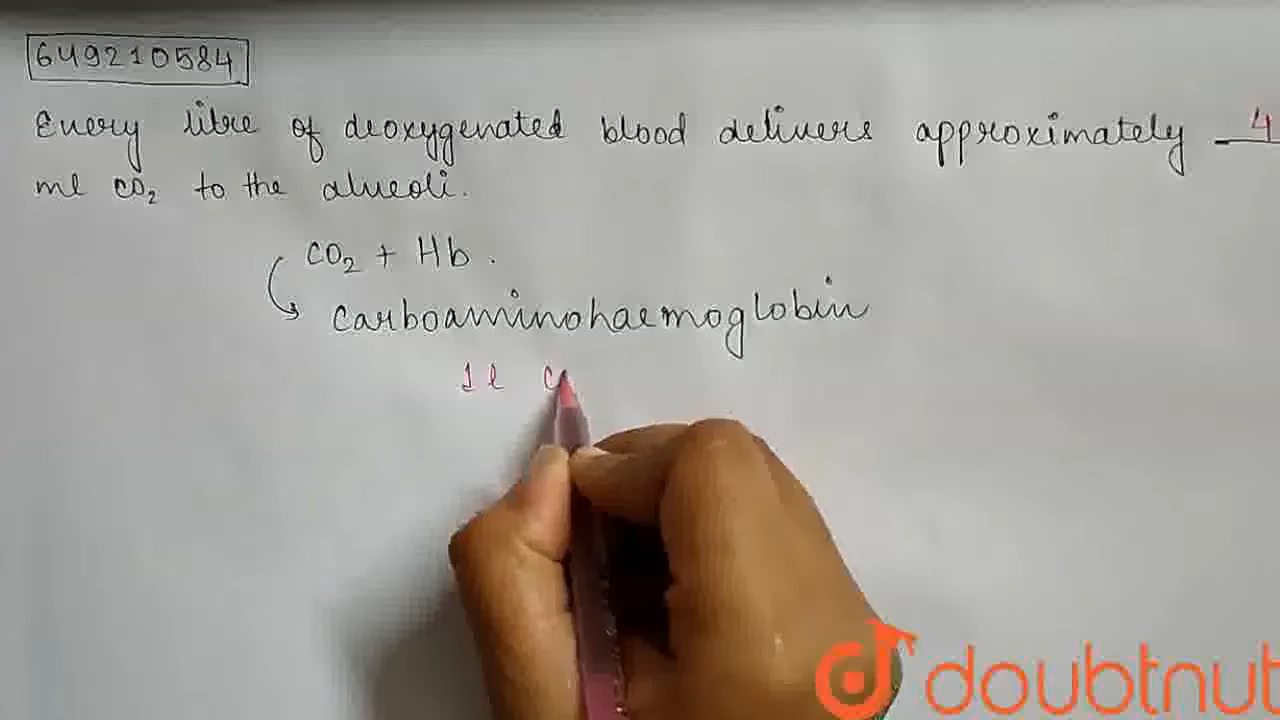 649210584
Every litre of deoxygenated blood delivers approximately 4
ml CO₂ to the alveoli.
CO₂ + Hb .
carboaminohaemoglobin
1 l C
doubtnut